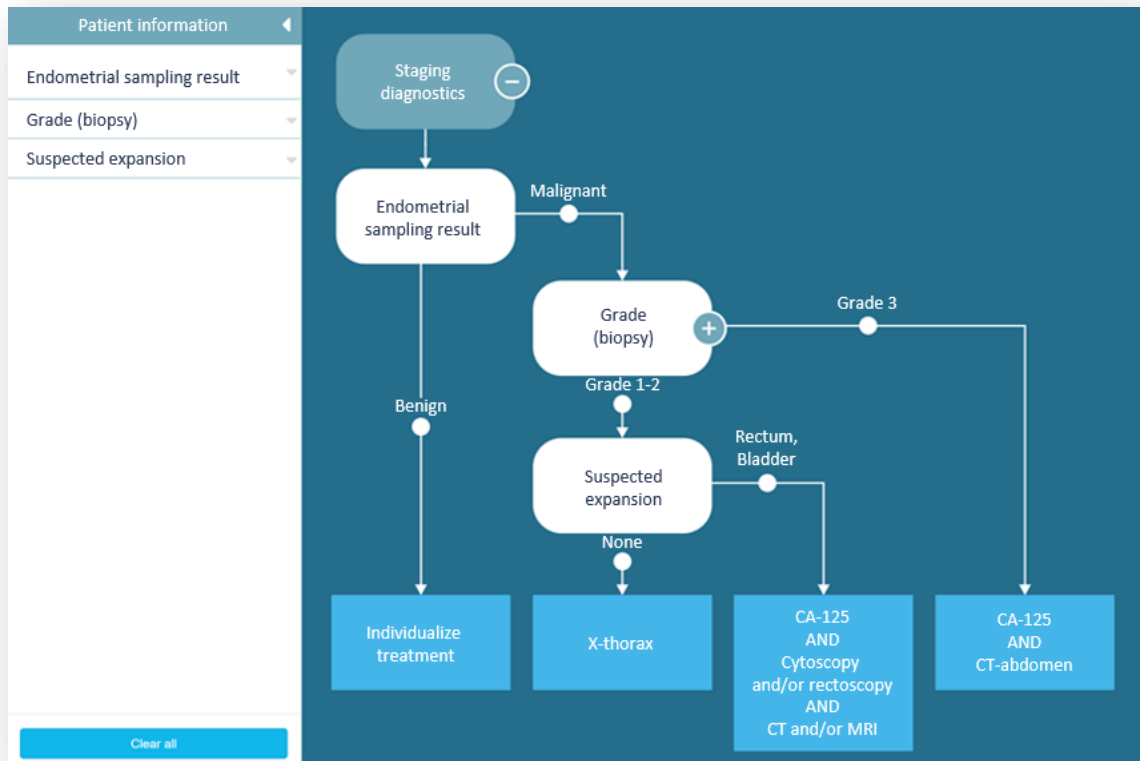 Patient information
Endometrial sampling result
Grade (biopsy)
Suspected expansion
Clear all
Staging
diagnostics
Endometrial
sampling result
Malignant
Grade
(biopsy)
Grade 3
Grade 1-2
Benign
Suspected
expansion
Rectum,
Bladder
None
Individualize
treatment
X-thorax
CA-125
AND
Cytoscopy
and/or rectoscopy
AND
CT and/or MRI
CA-125
AND
CT-abdomen